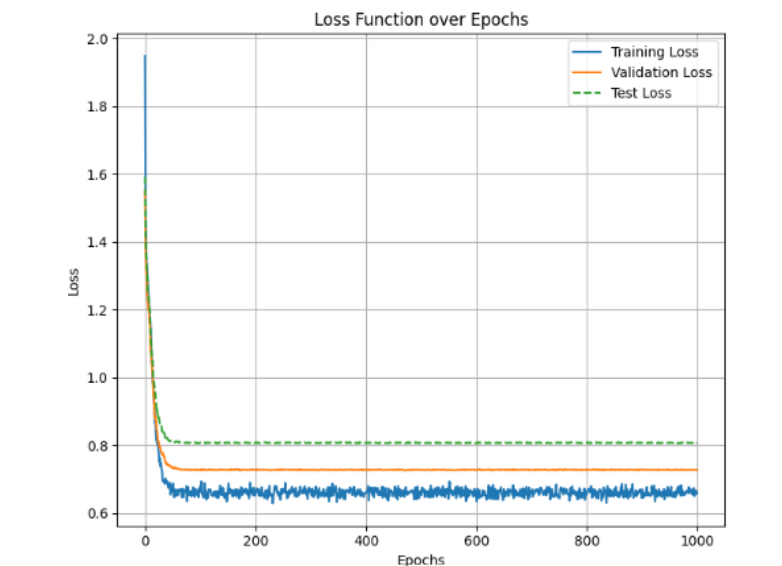 Loss Function over Epochs
2.0
1.8
1.6
1.4
1.2
1.0
0.8
0.6
Loss
Training Loss
Validation Loss
Test Loss
0 200 400 600 800 1000
Epochs